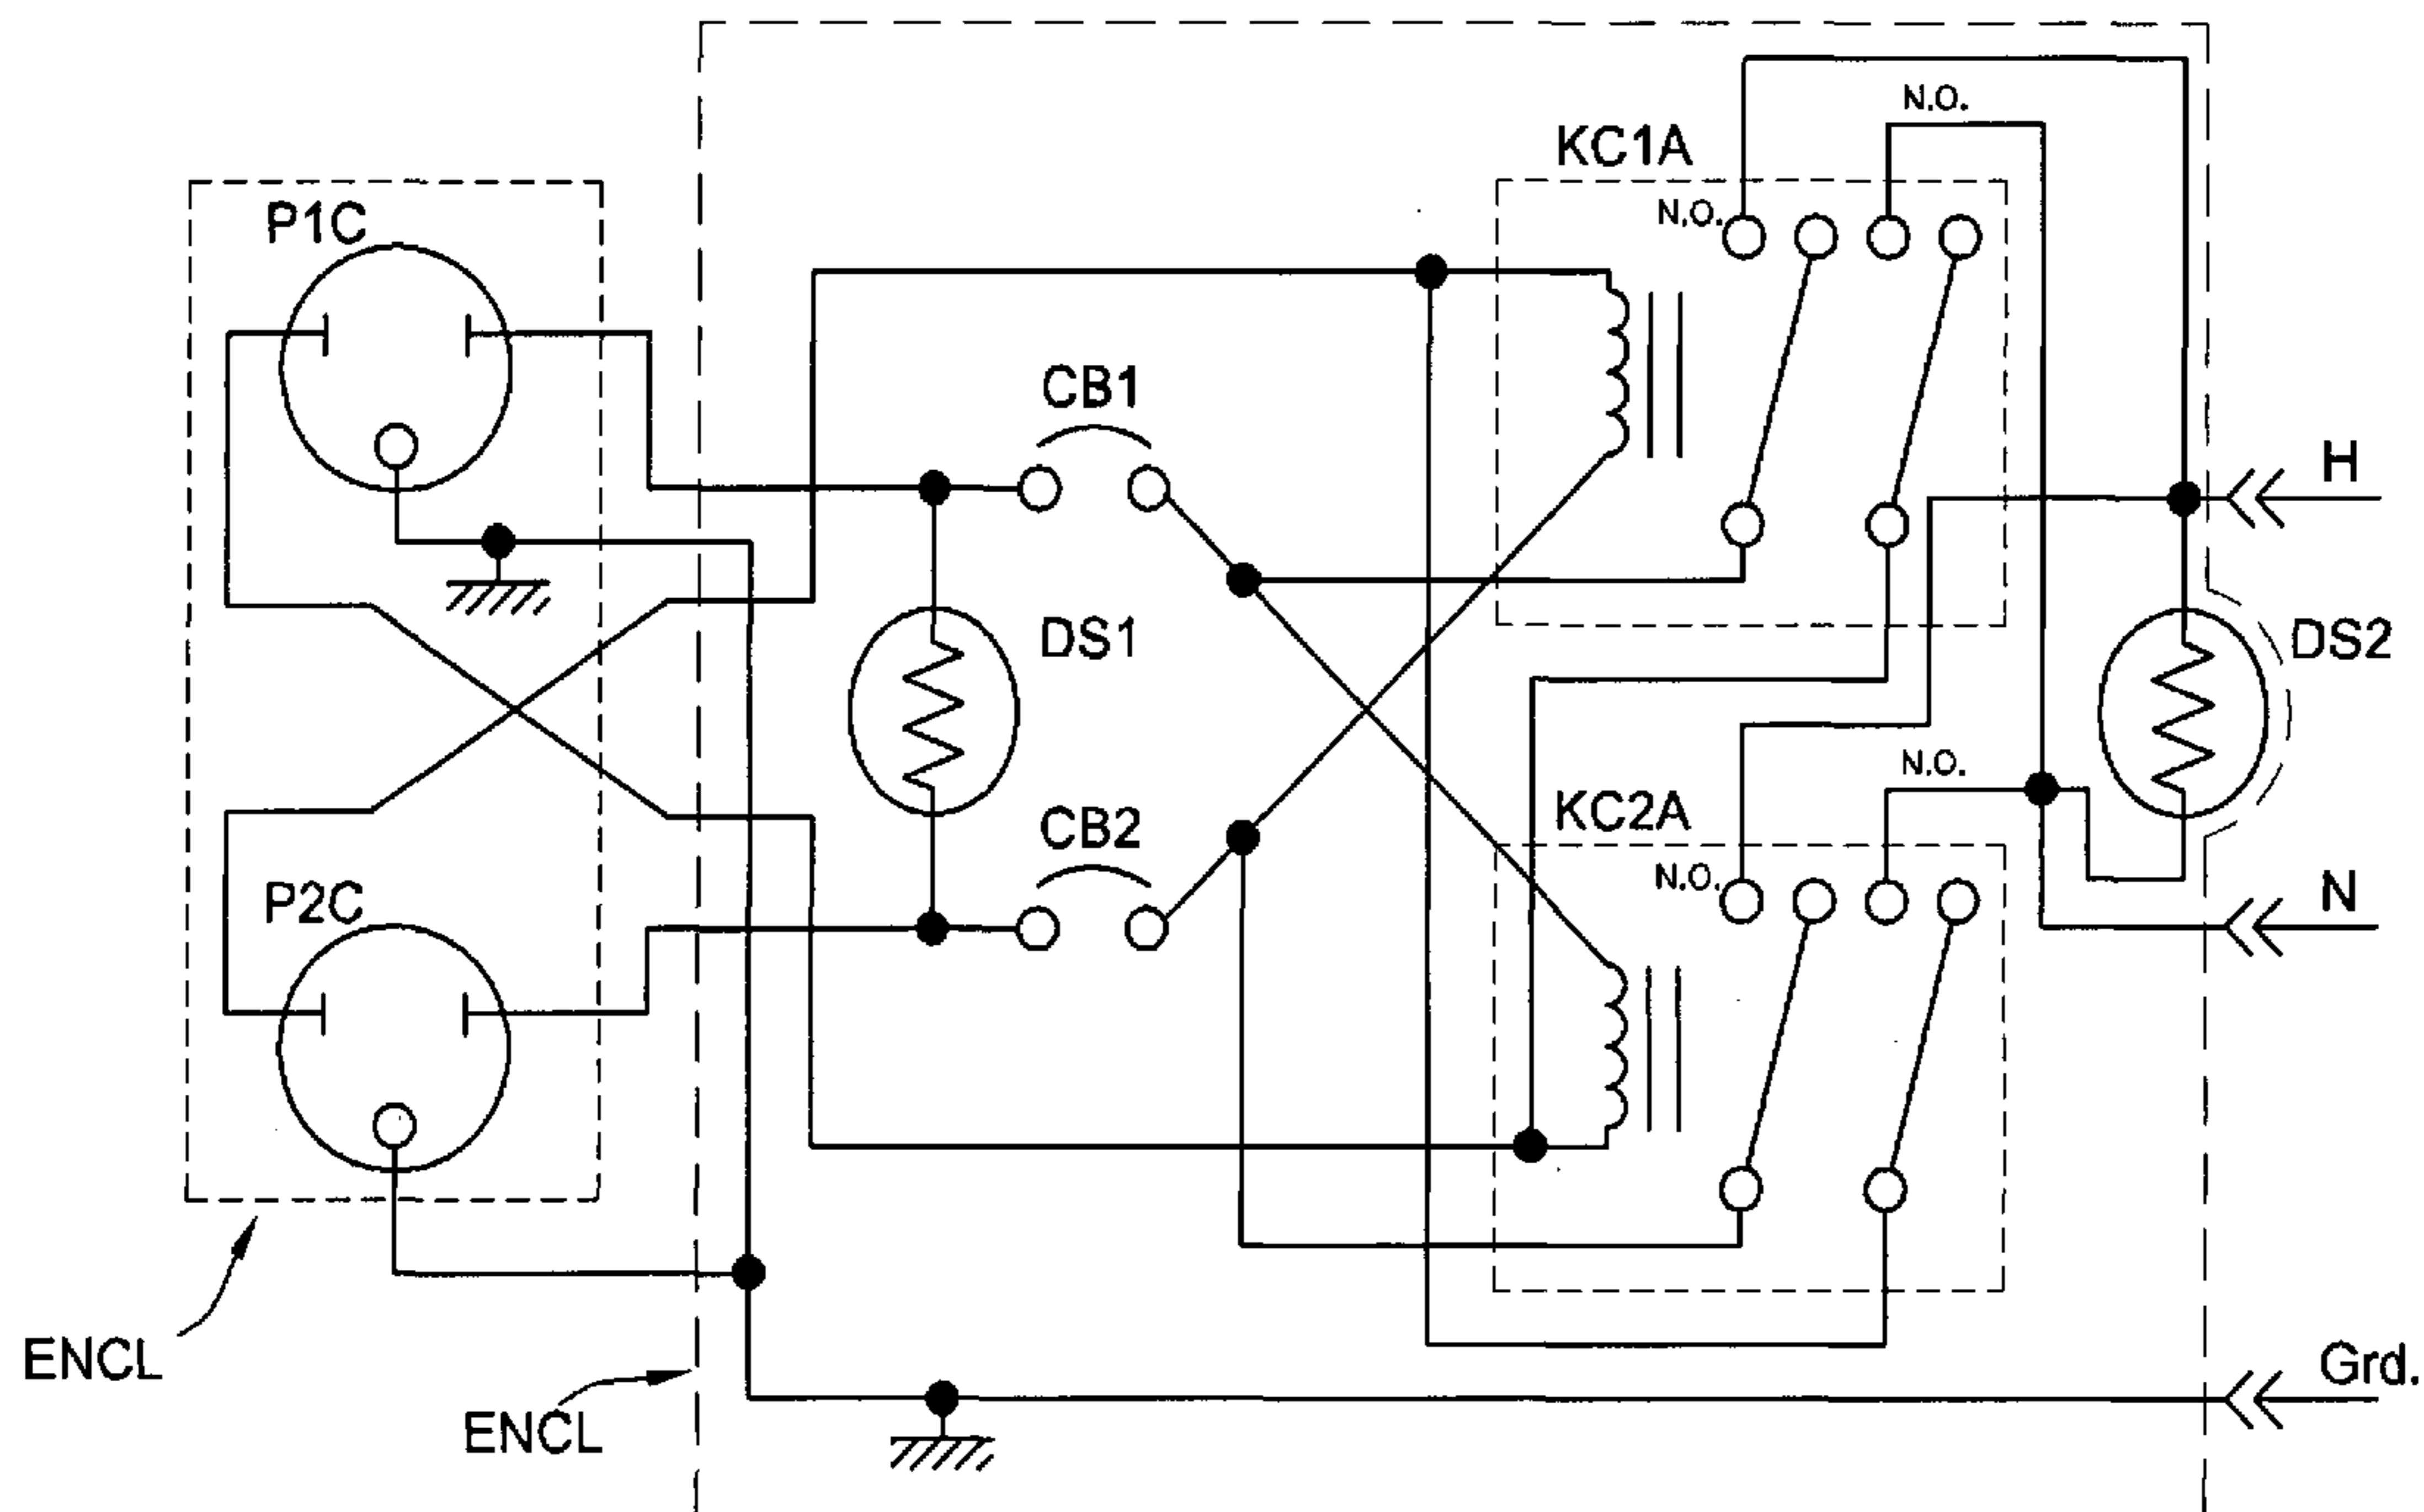 N.O.
KC1A
P1C
N.O.
CB1
H
DS1
DS2
N.O.
KC2A
CB2
N.O.
P2C
N
ENCL
ENCL
Grd.